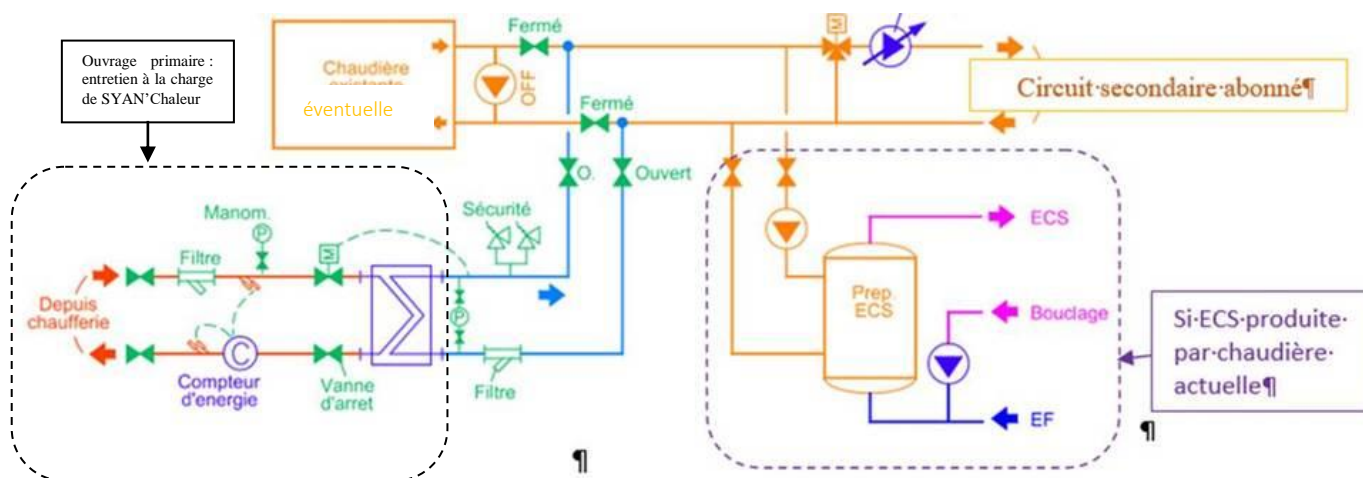 Ouvrage primaire :
entretien à la charge
de SYAN'Chaleur
Chaudière
éventuelle
OFF
Fermé
Fermé
M
Circuit·secondaire·abonné¶
O.
Ouvert
Manom.
P
Filtre
M
Sécurité
Depuis
chaufferie
C
Compteur
d'energie
Vanne
d'arret
P
Filtre
Prep.
ECS
ECS
Bouclage
EF
Si·ECS·produite·
par·chaudière·
actuelle¶
¶
¶